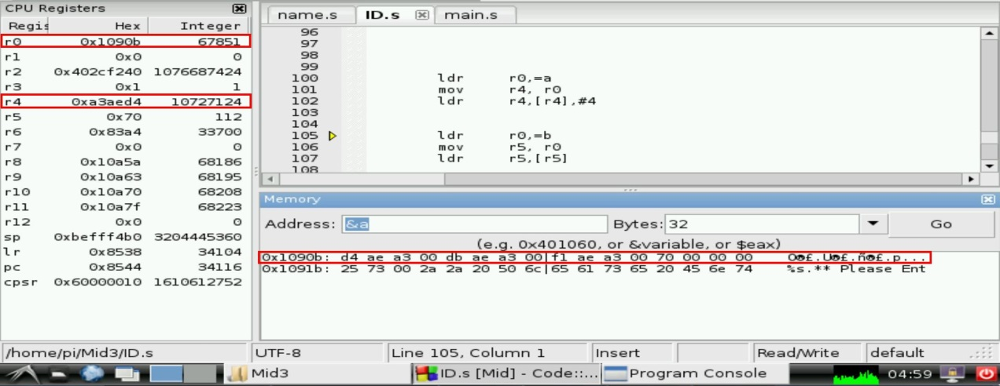 CPU Registers
Regis Hex Integer
r0 0x1090b 67851
r1 0x0 0
r2 0x402cf240 1076687424
r3 0x1 1
r4 0xa3aed4 10727124
r5 0x70 112
r6 0x83a4 33700
r7 0x0 0
r8 0x10a5a 68186
r9 0x10a63 68195
r10 0x10a70 68208
r11 0x10a7f 68223
r12 0x0 0
sp 0xbefff4b0 3204445360
lr 0x8538 34104
pc 0x8544 34116
cpsr 0x60000010 1610612752
name.s ID.s main.s
96
97
98
99
100 ldr r0,=a
101 mov r4, r0
102 ldr r4,[r4],#4
103
104
105 ldr r0,=b
106 mov r5, r0
107 ldr r5,[r5]
108
Memory
Address: &a Bytes: 32 Go
(e.g. 0x401060, or &variable, or $eax)
0x1090b: d4 ae a3 00 db ae a3 00|f1 ae a3 00 70 00 00 00 Ô®£.Û®£.ñ®£.p...
0x1091b: 25 73 00 2a 2a 20 50 6c|65 61 73 65 20 45 6e 74 %s.** Please Ent
/home/pi/Mid3/ID.s UTF-8 Line 105, Column 1 Insert Read/Write default
Mid3 ID.s [Mid] - Code::... Program Console 04:59